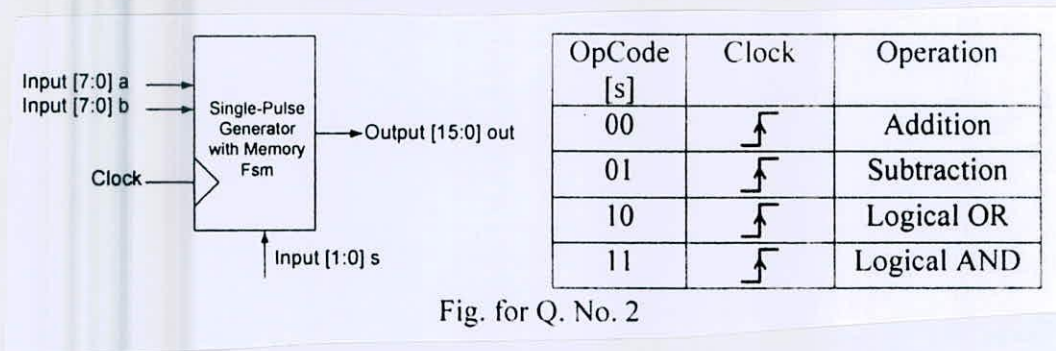 Input [7:0] a
Input [7:0] b
Clock
Single-Pulse
Generator
with Memory
Fsm
Output [15:0] out
Input [1:0] s
OpCode [s] Clock Operation
00 Addition
01 Subtraction
10 Logical OR
11 Logical AND
Fig. for Q. No. 2